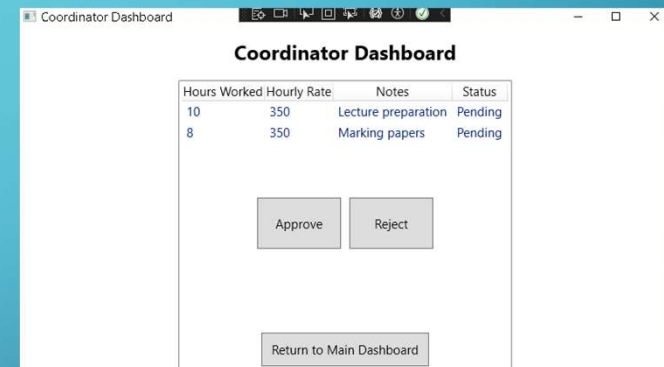 Coordinator Dashboard
Coordinator Dashboard
Hours Worked Hourly Rate Notes Status
10 350 Lecture preparation Pending
8 350 Marking papers Pending
Approve Reject
Return to Main Dashboard